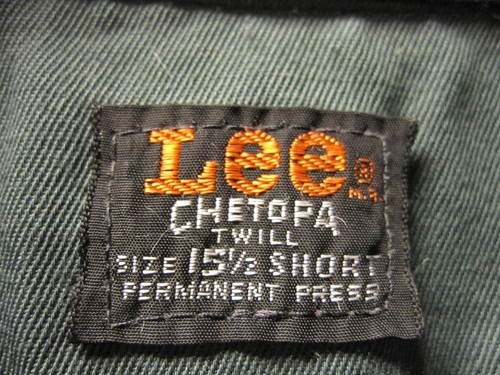 Lee® M.R.
CHETOPA
TWILL
SIZE 15½ SHORT
PERMANENT PRESS